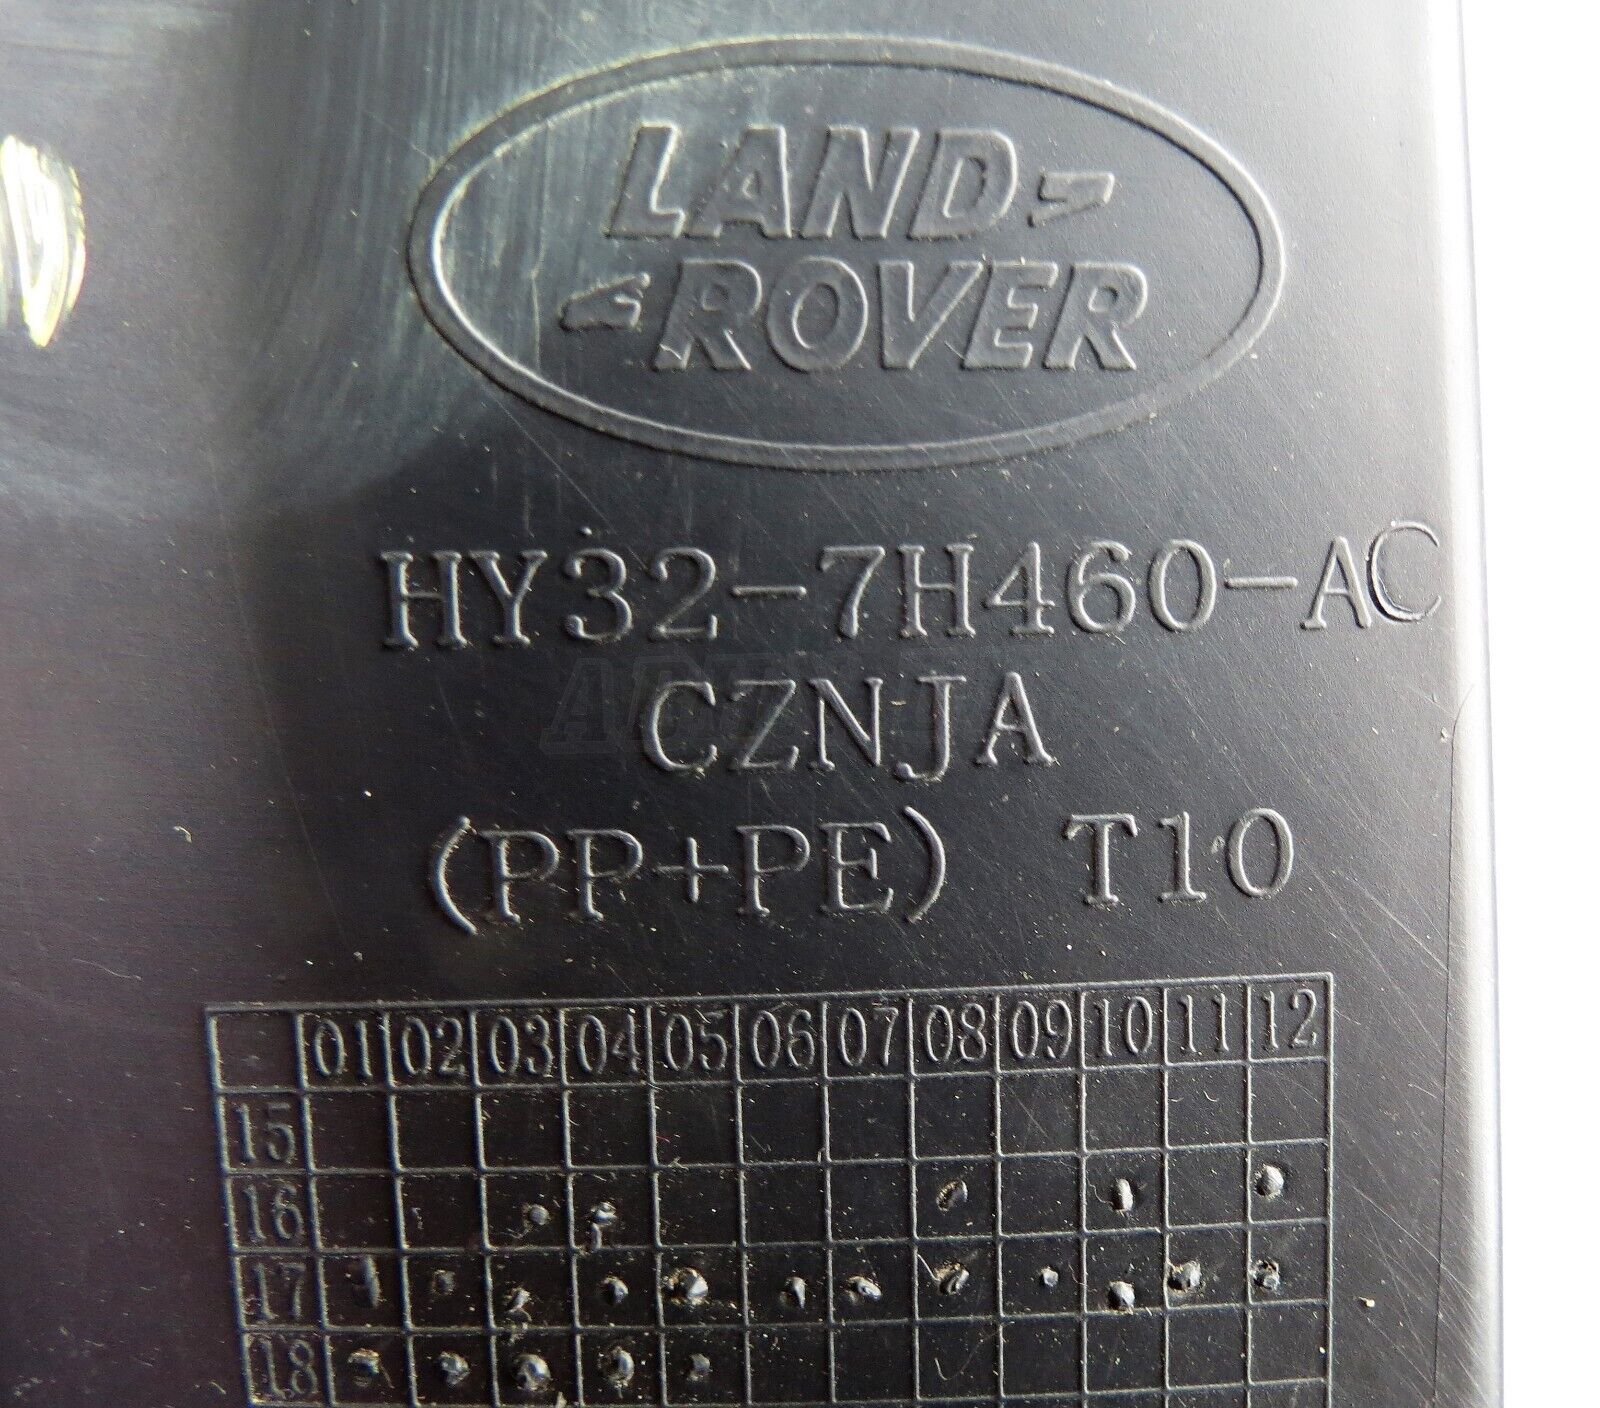 LAND
ROVER
HY32-7H460-AC
CZNJA
(PP+PE) T10
01 02 03 04 05 06 07 08 09 10 11 12
15
16
17
18